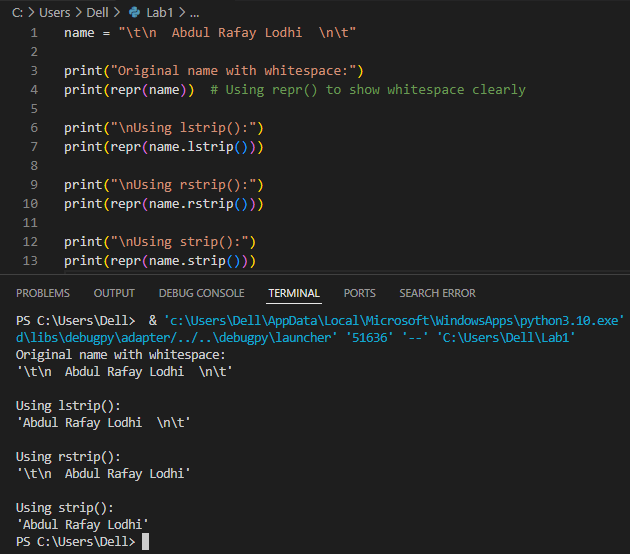 C: > Users > Dell > Lab1 > ...
1 name = "\t\n  Abdul Rafay Lodhi  \n\t"
2
3 print("Original name with whitespace:")
4 print(repr(name))  # Using repr() to show whitespace clearly
5
6 print("\nUsing lstrip():")
7 print(repr(name.lstrip()))
8
9 print("\nUsing rstrip():")
10 print(repr(name.rstrip()))
11
12 print("\nUsing strip():")
13 print(repr(name.strip()))
PROBLEMS OUTPUT DEBUG CONSOLE TERMINAL PORTS SEARCH ERROR
PS C:\Users\Dell>  & 'c:\Users\Dell\AppData\Local\Microsoft\WindowsApps\python3.10.exe'
d\libs\debugpy\adapter/../..\debugpy\launcher' '51636' '--' 'C:\Users\Dell\Lab1'
Original name with whitespace:
'\t\n  Abdul Rafay Lodhi  \n\t'

Using lstrip():
'Abdul Rafay Lodhi  \n\t'

Using rstrip():
'\t\n  Abdul Rafay Lodhi'

Using strip():
'Abdul Rafay Lodhi'
PS C:\Users\Dell>